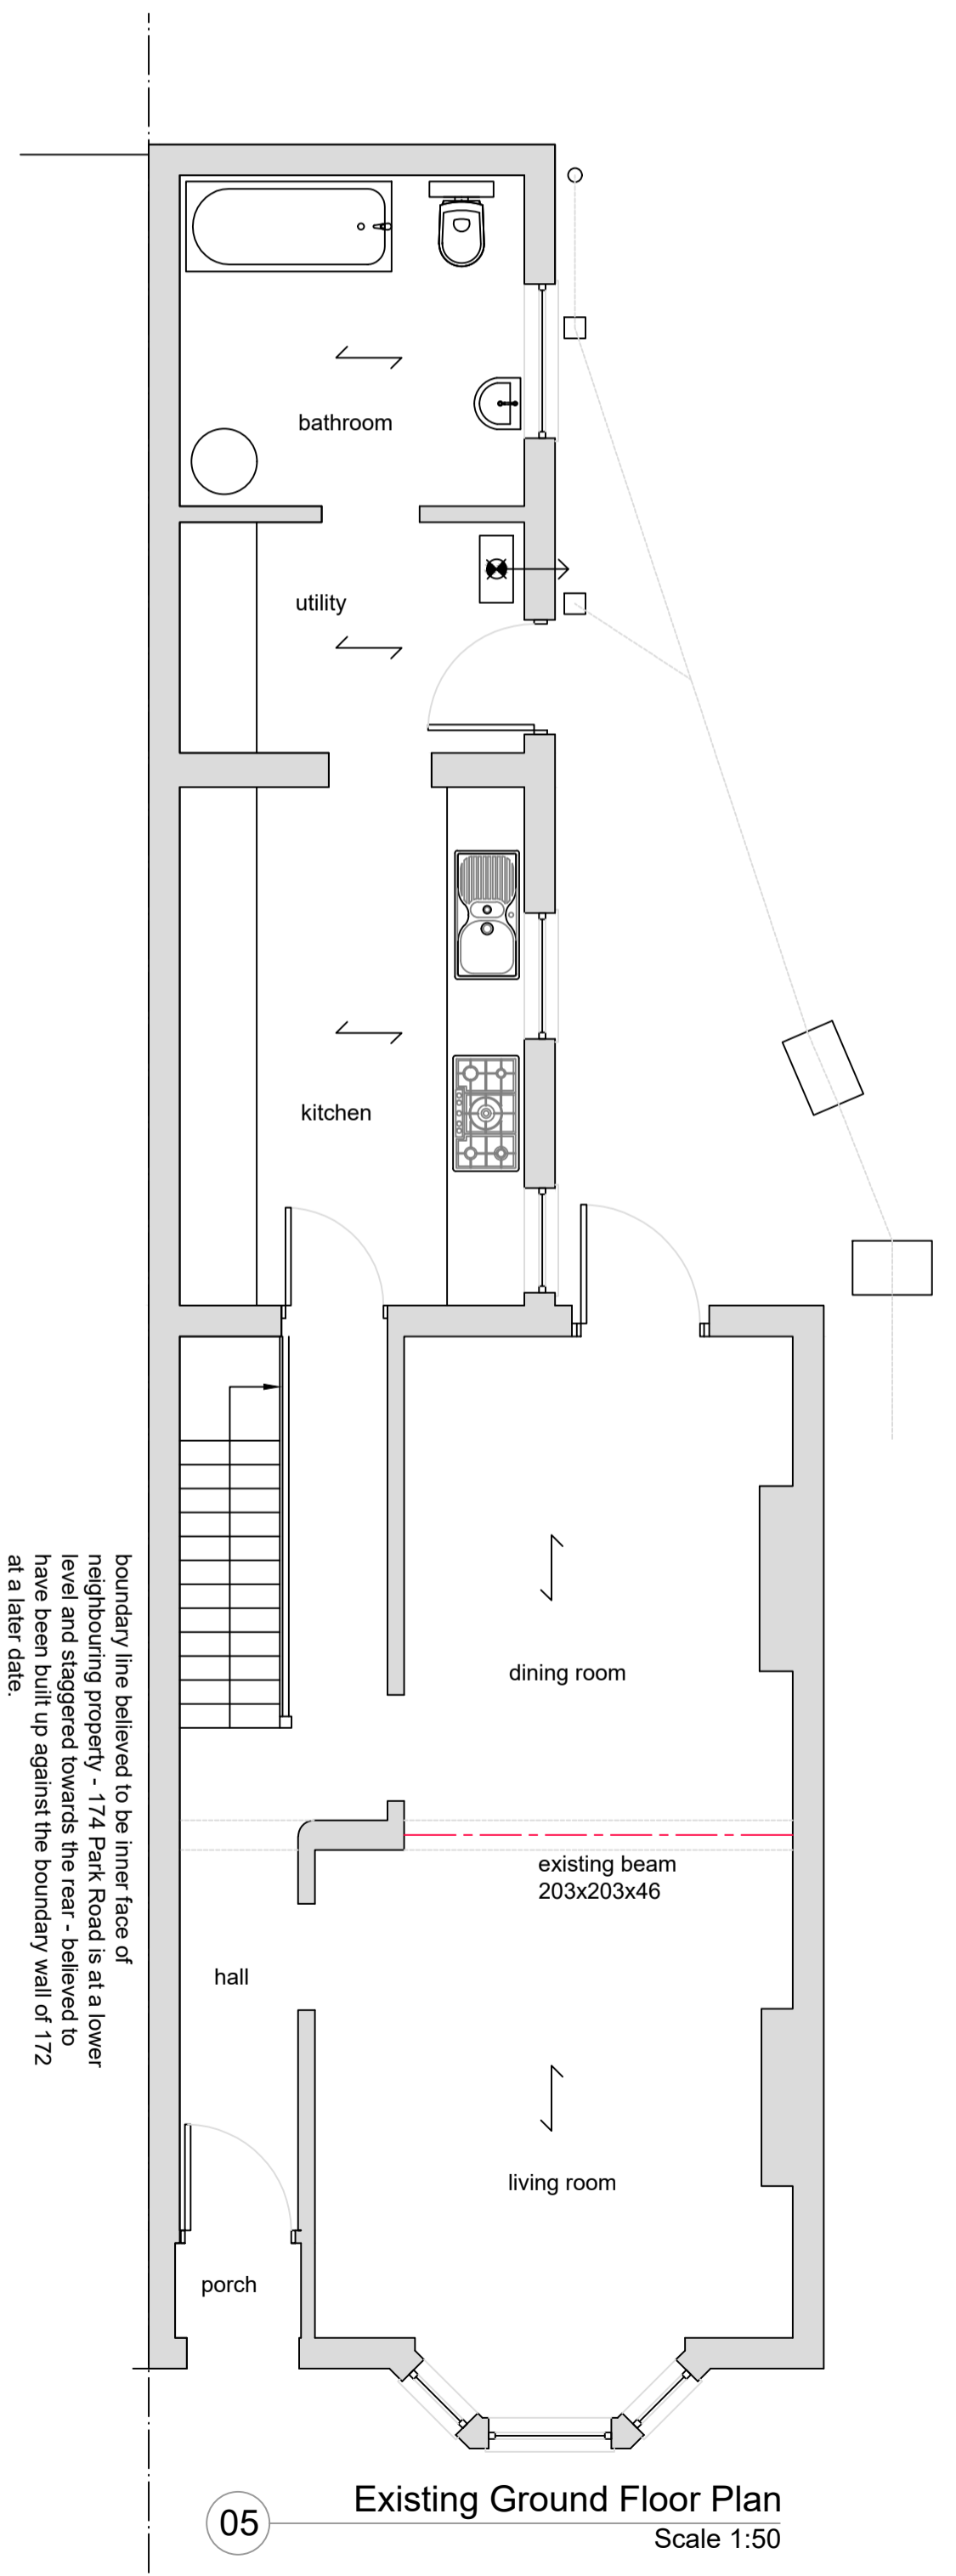 bathroom
utility
kitchen
dining room
existing beam
203x203x46
hall
boundary line believed to be inner face of
neighbouring property - 174 Park Road is at a lower
level and staggered towards the rear - believed to
have been built up against the boundary wall of 172
at a later date.
living room
porch
Existing Ground Floor Plan
05
Scale 1:50